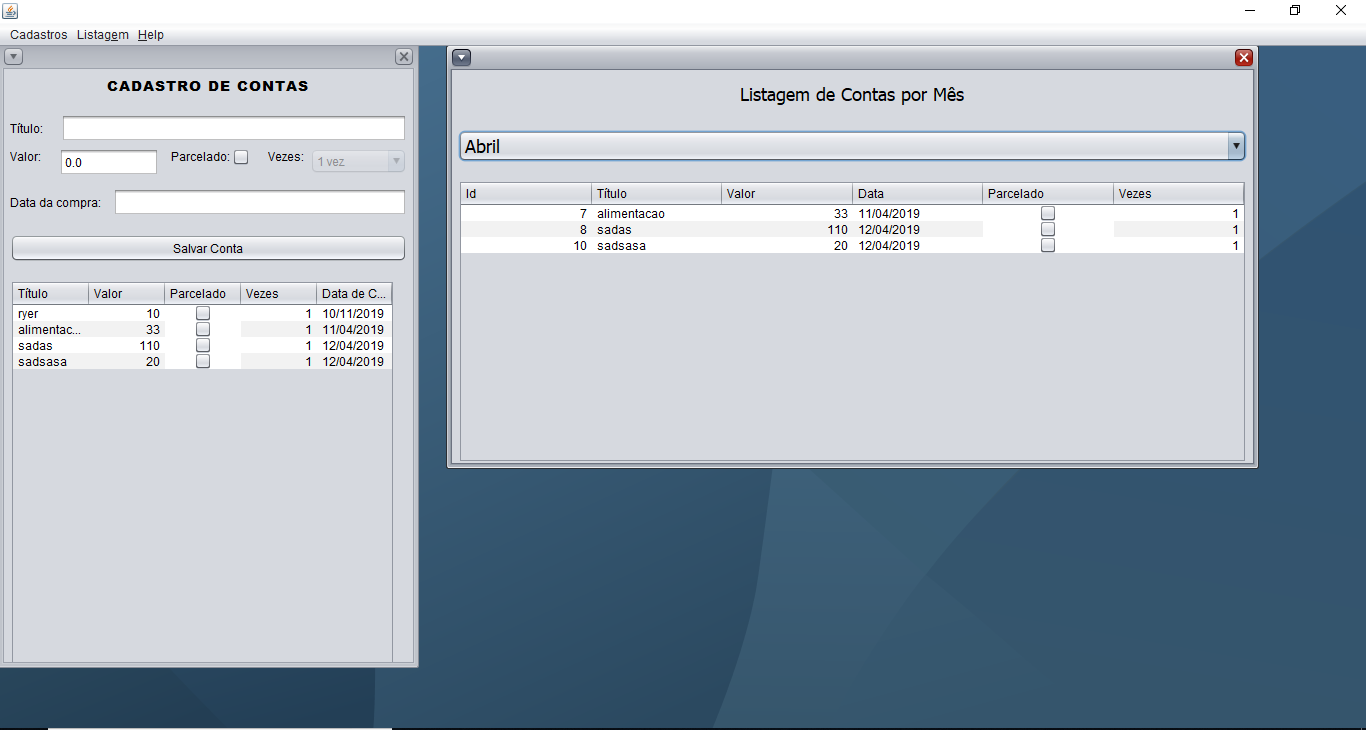 Cadastros Listagem Help
CADASTRO DE CONTAS
Título:
Valor: 0.0 Parcelado: Vezes: 1 vez
Data da compra:
Salvar Conta
Título Valor Parcelado Vezes Data de C...
ryer 10 1 10/11/2019
alimentac... 33 1 11/04/2019
sadas 110 1 12/04/2019
sadsasa 20 1 12/04/2019
Listagem de Contas por Mês
Abril
Id Título Valor Data Parcelado Vezes
7 alimentacao 33 11/04/2019 1
8 sadas 110 12/04/2019 1
10 sadsasa 20 12/04/2019 1